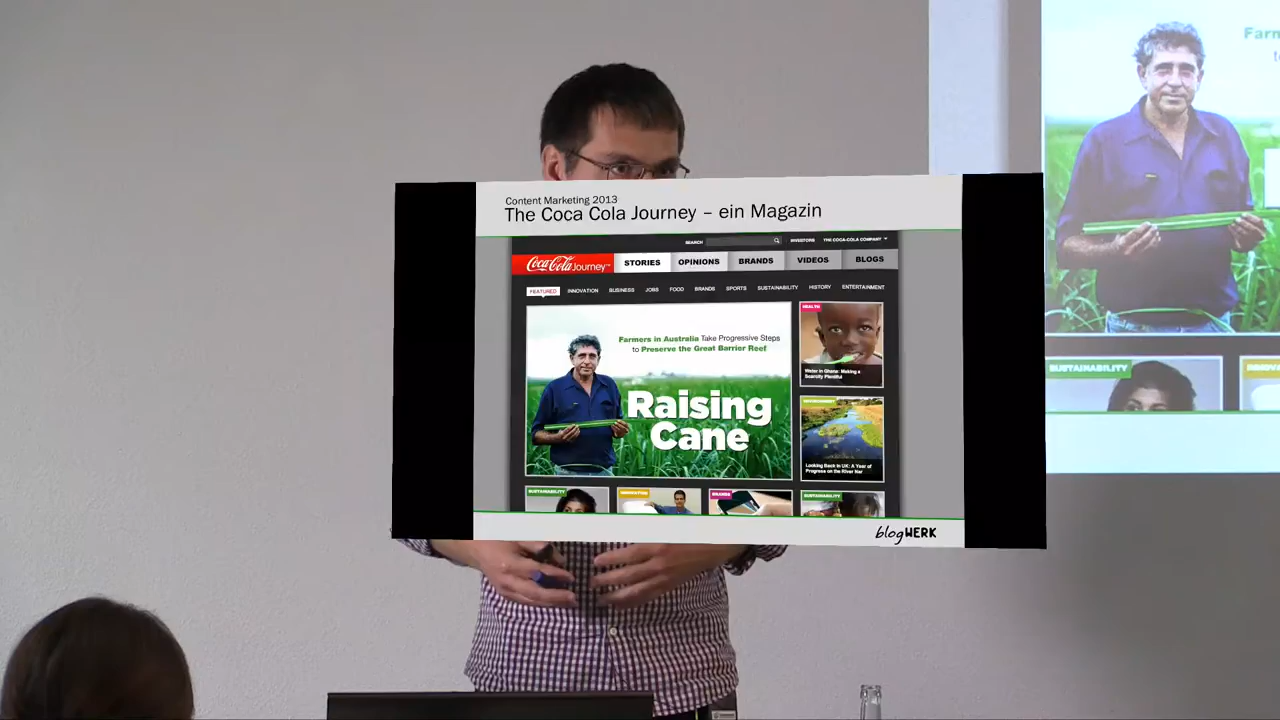 Farm
Content Marketing 2013
The Coca Cola Journey – ein Magazin
SEARCH
INVESTORS
THE COCA-COLA COMPANY
Coca-Cola Journey™
STORIES
OPINIONS
BRANDS
VIDEOS
BLOGS
FEATURED
INNOVATION
BUSINESS
JOBS
FOOD
BRANDS
SPORTS
SUSTAINABILITY
HISTORY
ENTERTAINMENT
Farmers in Australia Take Progressive Steps
to Preserve the Great Barrier Reef
Raising
Cane
HEALTH
Water in Ghana: Making a
Scarcity Plentiful
ENVIRONMENT
Looking Back in UK: A Year of
Progress on the River Nar
SUSTAINABILITY
INNOVATION
BRANDS
SUSTAINABILITY
blogWERK
SUSTAINABILITY